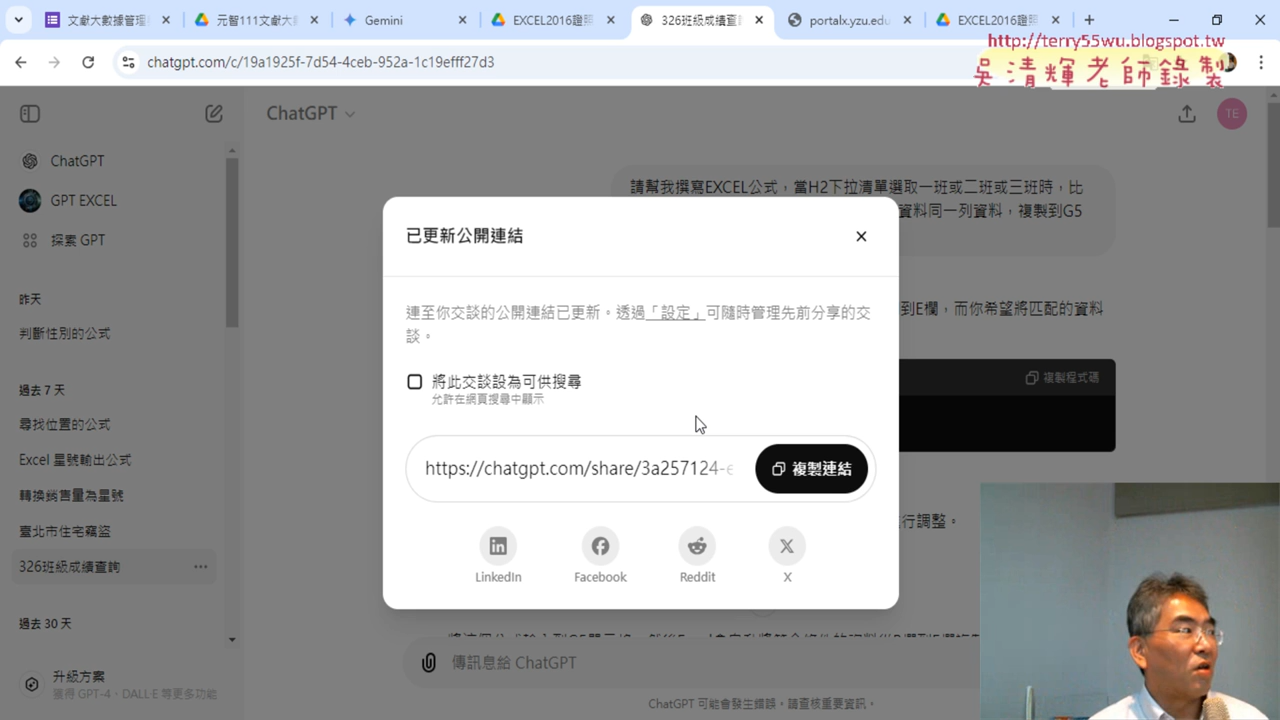 文獻大數據管理
元智111文獻大
Gemini
EXCEL2016證照
326班級成績查詢
portalx.yzu.edu
EXCEL2016證照
chatgpt.com/c/19a1925f-7d54-4ceb-952a-1c19efff27d3
http://terry55wu.blogspot.tw
吳清輝老師錄製
ChatGPT
TE
ChatGPT
GPT EXCEL
探索 GPT
昨天
判斷性別的公式
過去 7 天
尋找位置的公式
Excel 星號輸出公式
轉換銷售量為星號
臺北市住宅竊盜
326班級成績查詢
過去 30 天
升級方案
獲得 GPT-4、DALL·E 等更多功能
請幫我撰寫EXCEL公式,當H2下拉清單選取一班或二班或三班時,比
資料同一列資料,複製到G5
到E欄,而你希望將匹配的資料
複製程式碼
行調整。
已更新公開連結
連至你交談的公開連結已更新。透過「設定」可隨時管理先前分享的交
談。
將此交談設為可供搜尋
允許在網頁搜尋中顯示
https://chatgpt.com/share/3a257124-e
複製連結
LinkedIn
Facebook
Reddit
X
傳訊息給 ChatGPT
ChatGPT 可能會發生錯誤。請查核重要資訊。